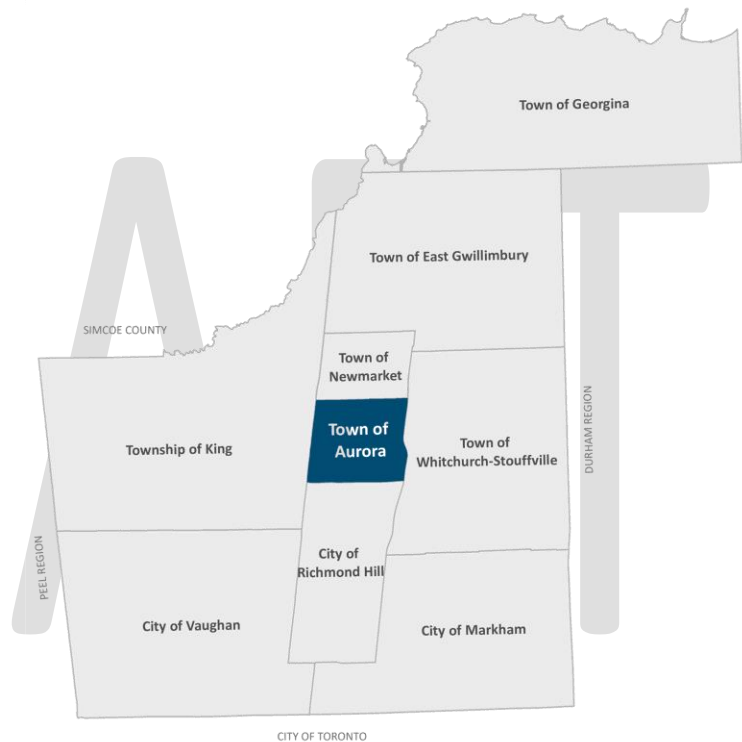 Town of Georgina
Town of East Gwillimbury
SIMCOE COUNTY
Town of
Newmarket
Town of
Aurora
Township of King
Town of
Whitchurch-Stouffville
DURHAM REGION
PEEL REGION
City of
Richmond Hill
City of Vaughan
City of Markham
CITY OF TORONTO